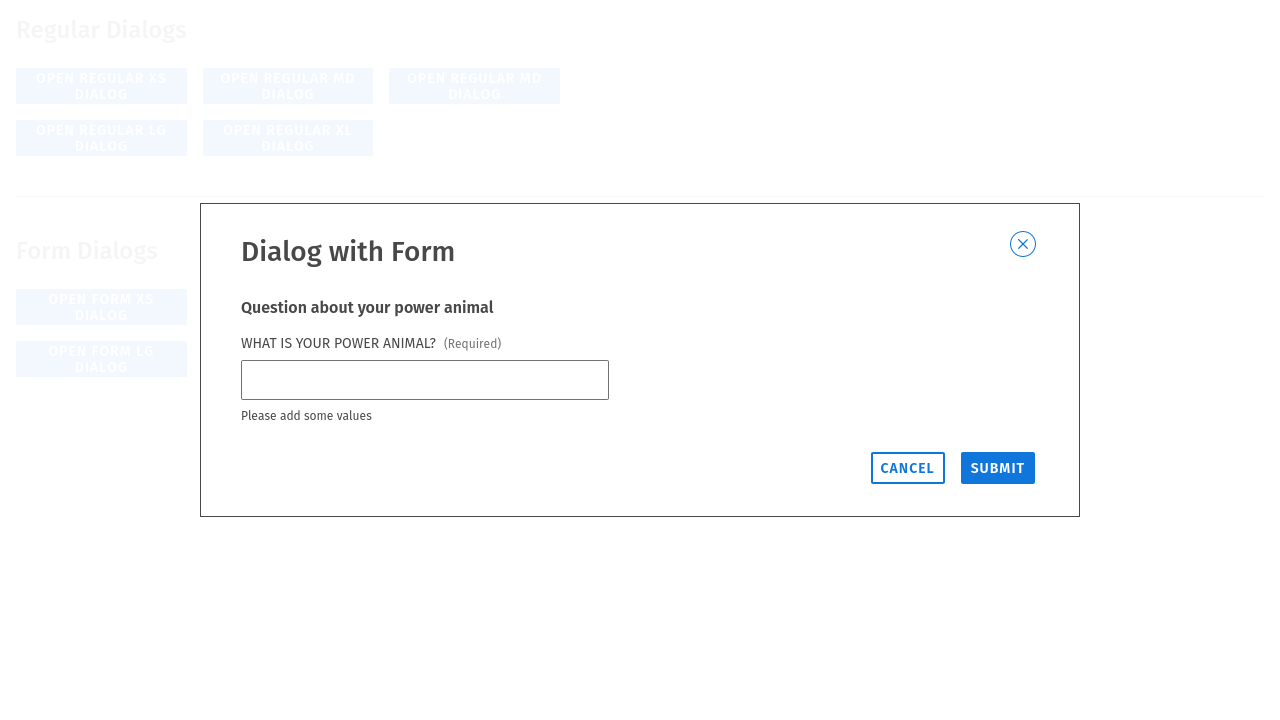 Regular Dialogs
OPEN REGULAR XS
DIALOG
OPEN REGULAR MD
DIALOG
OPEN REGULAR MD
DIALOG
OPEN REGULAR LG
DIALOG
OPEN REGULAR XL
DIALOG
Form Dialogs
OPEN FORM XS
DIALOG
OPEN FORM LG
DIALOG
Dialog with Form
Question about your power animal
WHAT IS YOUR POWER ANIMAL? (Required)
Please add some values
CANCEL
SUBMIT